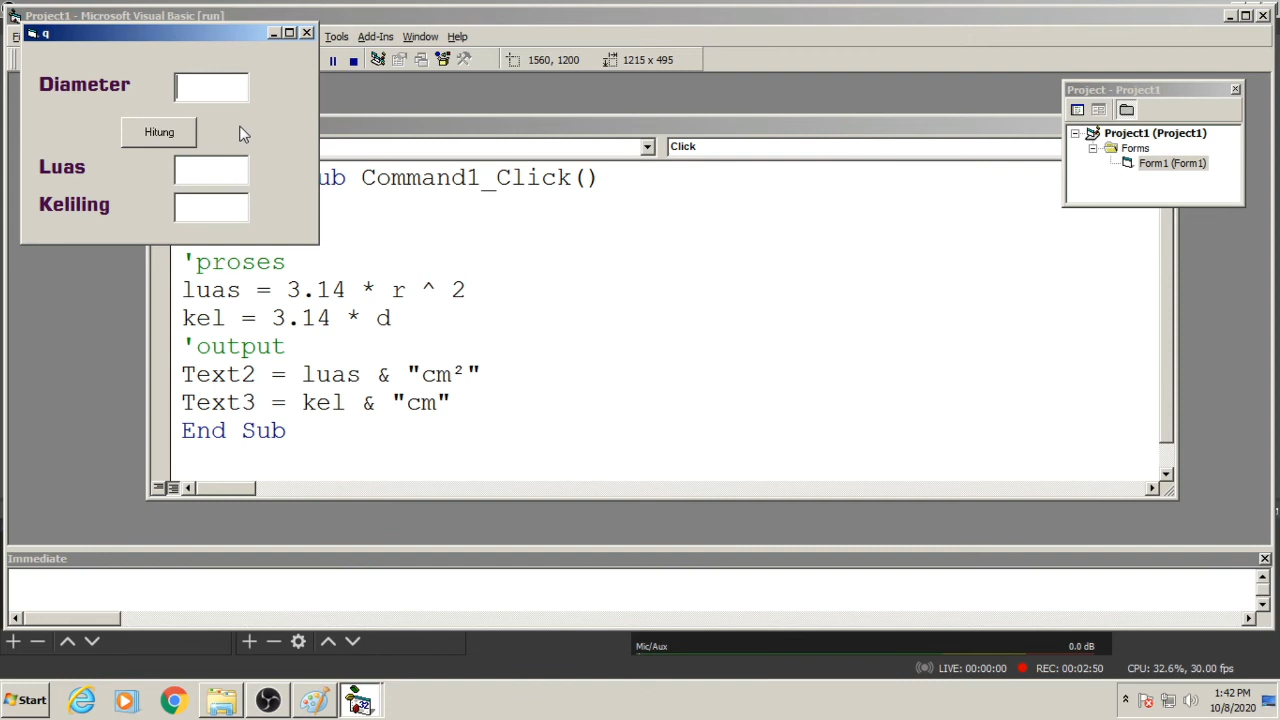 Project1 - Microsoft Visual Basic [run]
q
Tools Add-Ins Window Help
1560, 1200
1215 x 495
Diameter
Hitung
Luas
Keliling
Click
ub Command1_Click()
'proses
luas = 3.14 * r ^ 2
kel = 3.14 * d
'output
Text2 = luas & "cm²"
Text3 = kel & "cm"
End Sub
Project - Project1
Project1 (Project1)
Forms
Form1 (Form1)
Immediate
Mic/Aux
0.0 dB
LIVE: 00:00:00
REC: 00:02:50
CPU: 32.6%, 30.00 fps
Start
1:42 PM
10/8/2020